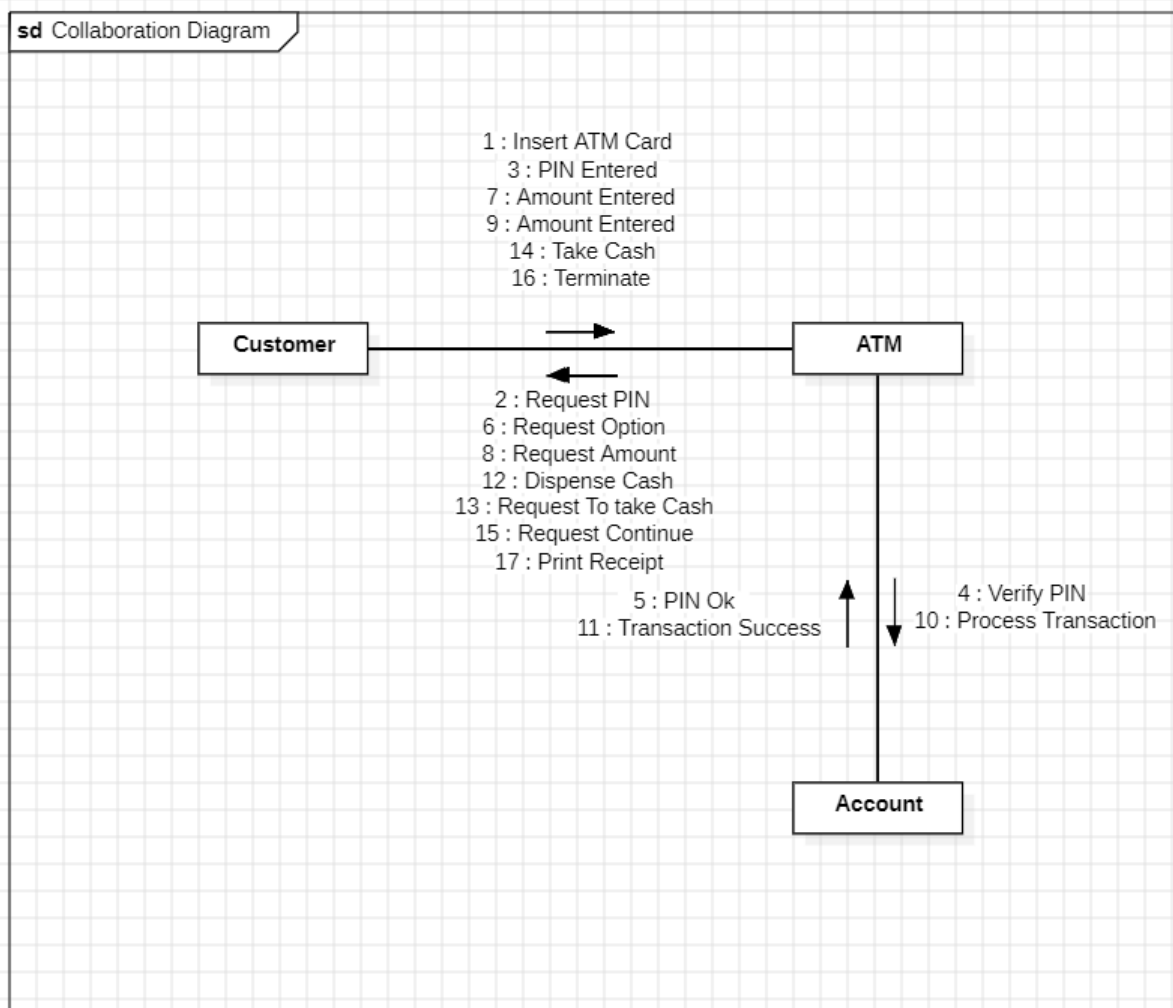 sd Collaboration Diagram
1 : Insert ATM Card
3 : PIN Entered
7 : Amount Entered
9 : Amount Entered
14 : Take Cash
16 : Terminate
Customer
ATM
2 : Request PIN
6 : Request Option
8 : Request Amount
12 : Dispense Cash
13 : Request To take Cash
15 : Request Continue
17 : Print Receipt
5 : PIN Ok
11 : Transaction Success
4 : Verify PIN
10 : Process Transaction
Account